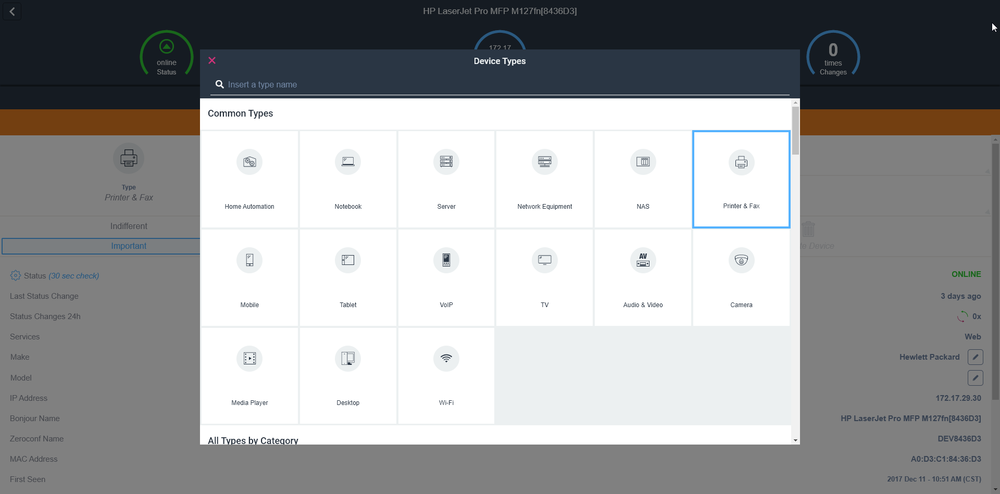 HP LaserJet Pro MFP M127fn[8436D3]
online
Status
172.17
0
times
Changes
Device Types
Insert a type name
Common Types
Home Automation
Notebook
Server
Network Equipment
NAS
Printer & Fax
Mobile
Tablet
IP
VoIP
TV
AV
Audio & Video
Camera
Media Player
Desktop
Wi-Fi
All Types by Category
Type
Printer & Fax
Indifferent
Important
te Device
Status (30 sec check)
ONLINE
Last Status Change
3 days ago
Status Changes 24h
0x
Services
Web
Make
Hewlett Packard
Model
IP Address
172.17.29.30
Bonjour Name
HP LaserJet Pro MFP M127fn[8436D3]
Zeroconf Name
DEV8436D3
MAC Address
A0:D3:C1:84:36:D3
First Seen
2017 Dec 11 - 10:51 AM (CST)